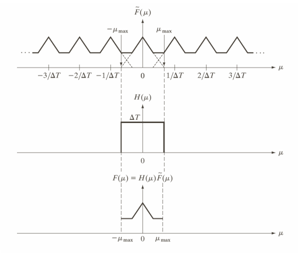 F̃(μ)
−μmax μmax
−3/ΔT −2/ΔT −1/ΔT 0 1/ΔT 2/ΔT 3/ΔT μ
H(μ)
ΔT
0 μ
F(μ) = H(μ)F̃(μ)
−μmax 0 μmax μ